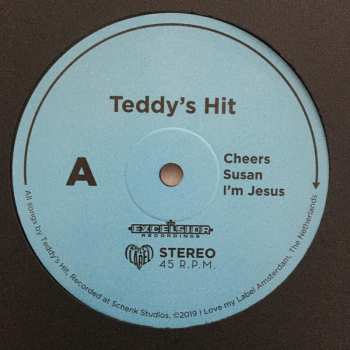 Teddy's Hit
A
Cheers
Susan
I'm Jesus
EXCELSIOR
RECORDINGS
LABEL
STEREO
45 R.P.M.
All songs by Teddy's Hit, Recorded at Schenk Studios, ©2019 I Love my Label Amsterdam, The Netherlands